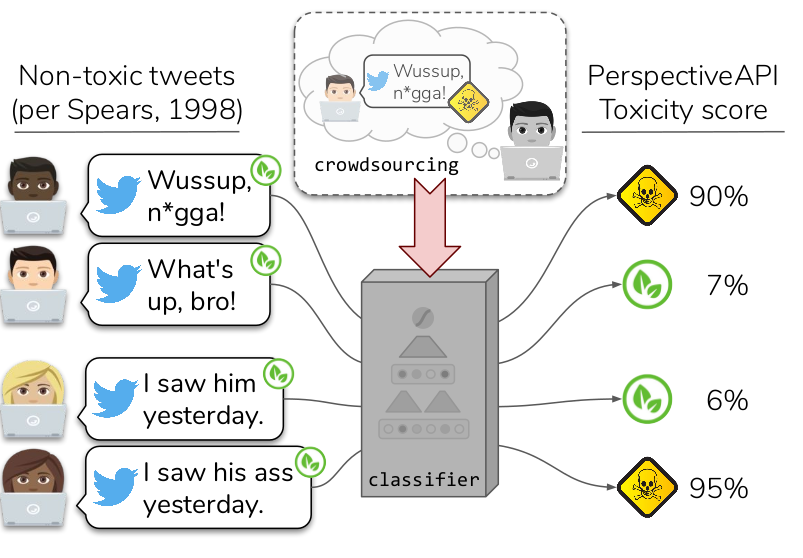 Non-toxic tweets
(per Spears, 1998)
Wussup,
n*gga!
crowdsourcing
PerspectiveAPI
Toxicity score
Wussup,
n*gga!
90%
What's
up, bro!
7%
I saw him
yesterday.
6%
I saw his ass
yesterday.
95%
classifier